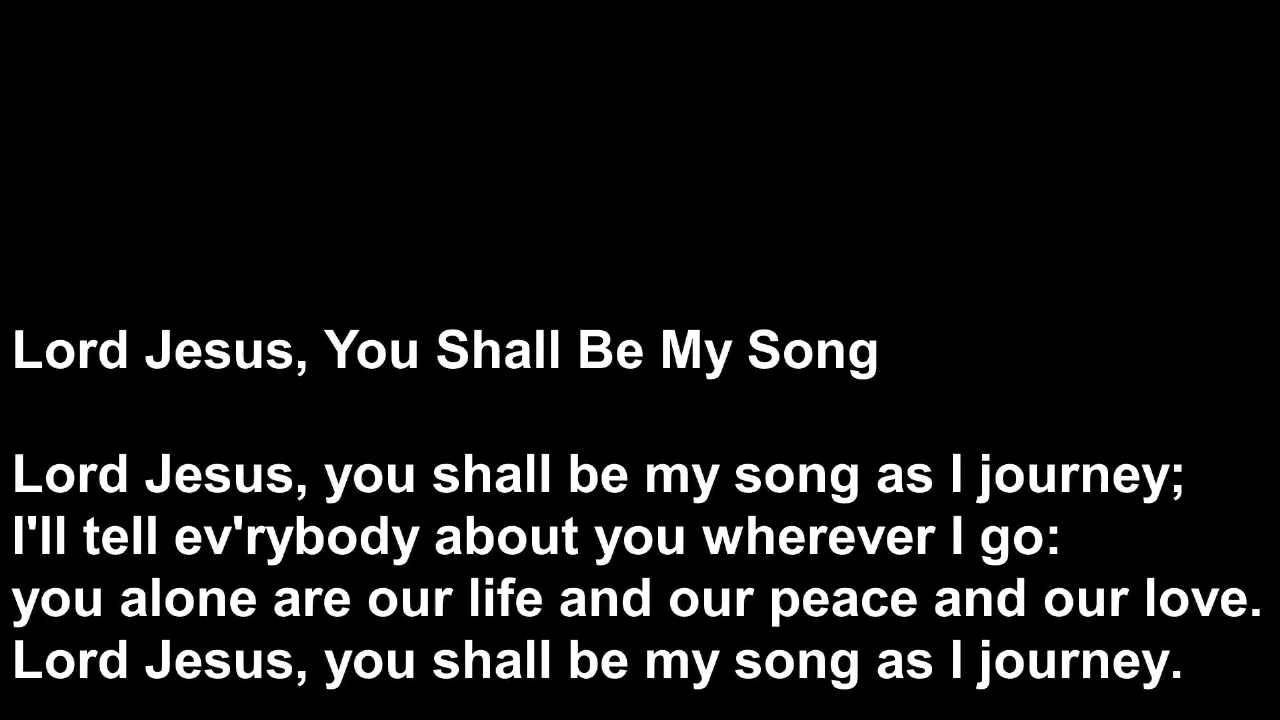 Lord Jesus, You Shall Be My Song
Lord Jesus, you shall be my song as I journey;
I'll tell ev'rybody about you wherever I go:
you alone are our life and our peace and our love.
Lord Jesus, you shall be my song as I journey.